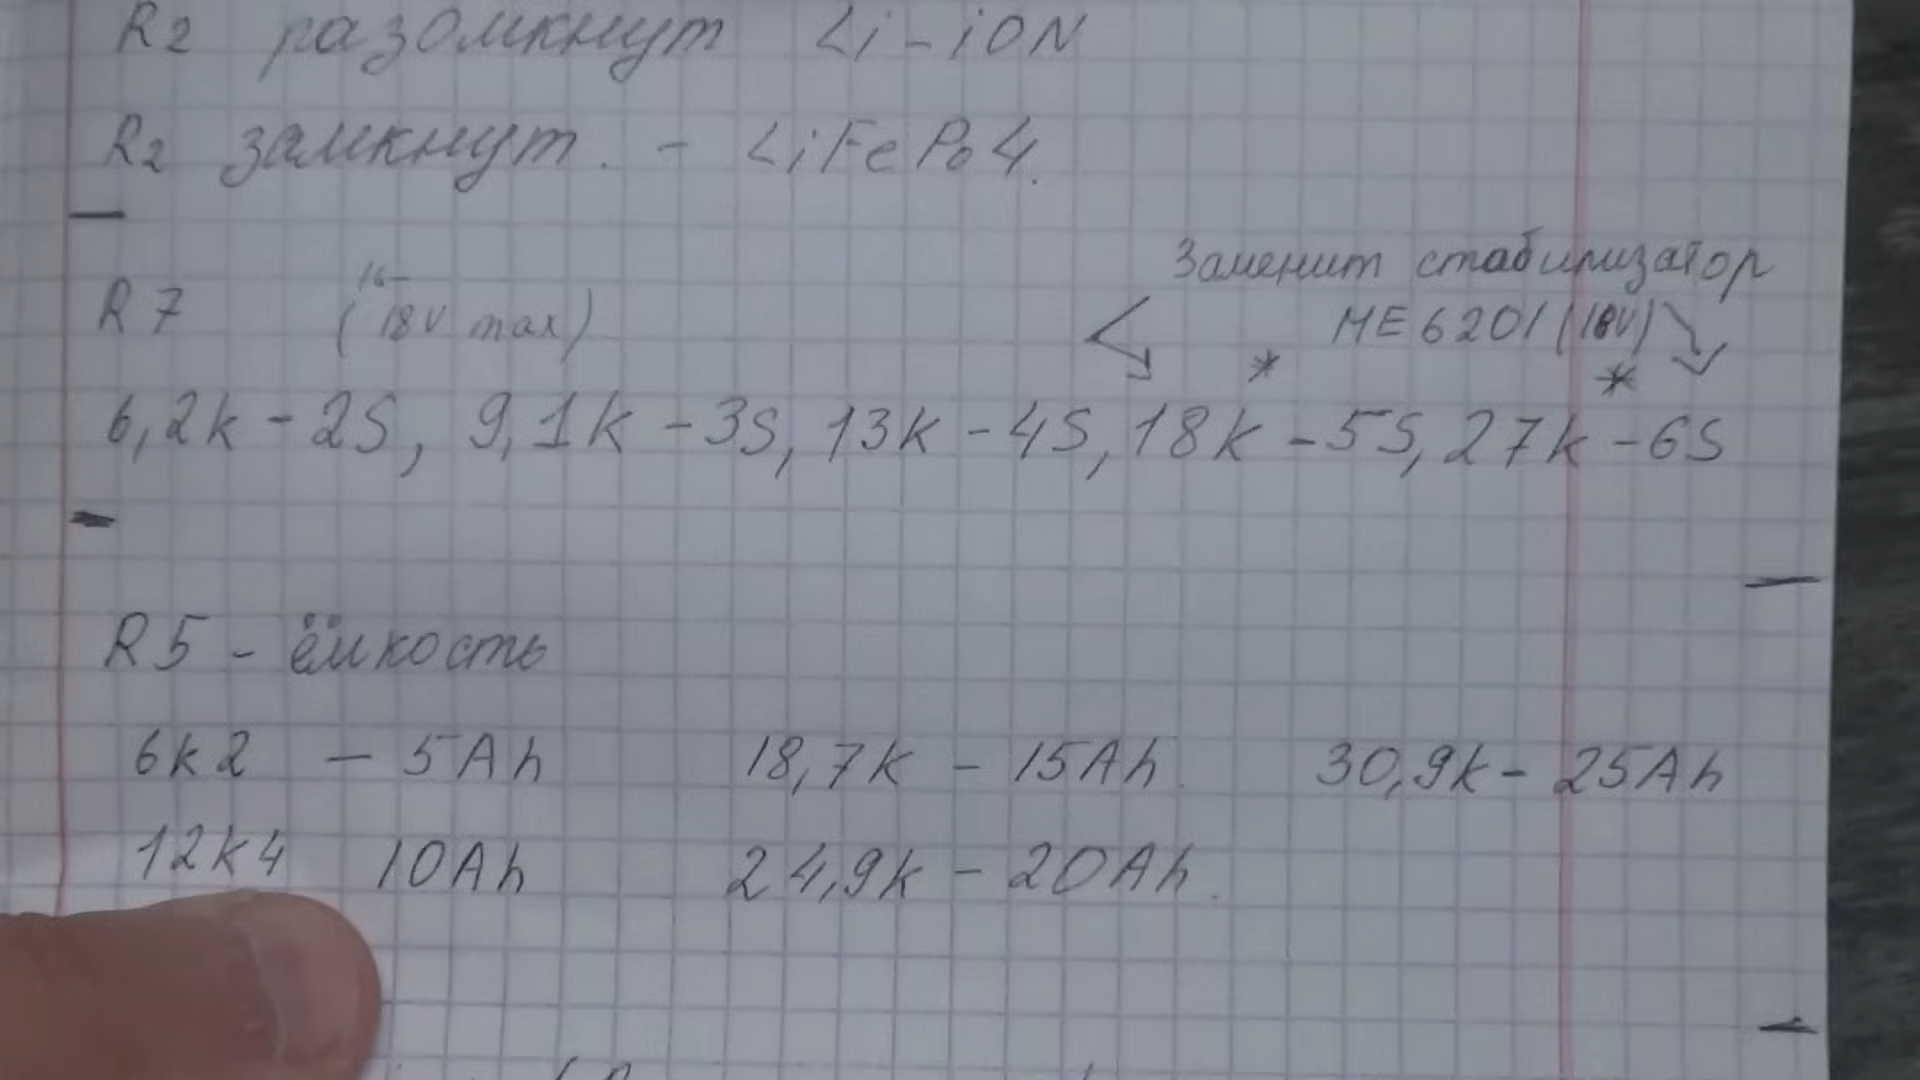 R2 разомкнут Li-iON
R2 замкнут. - LiFePo4.
Заменит стабилизатор
R7 (16-18V max) МЕ6201 (18V)
* *
6,2k - 2S, 9,1k - 3S, 13k - 4S, 18k - 5S, 27k - 6S
R5 - ёмкость
6k2 - 5Ah 18,7k - 15Ah 30,9k - 25Ah
12k4 10Ah 24,9k - 20Ah.